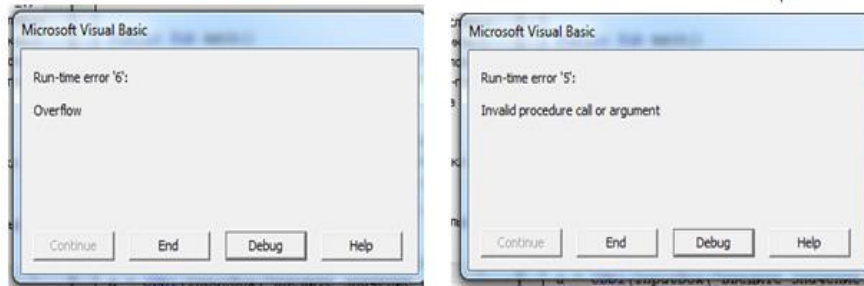 Microsoft Visual Basic
Run-time error '6':
Overflow
Continue
End
Debug
Help
Microsoft Visual Basic
Run-time error '5':
Invalid procedure call or argument
Continue
End
Debug
Help